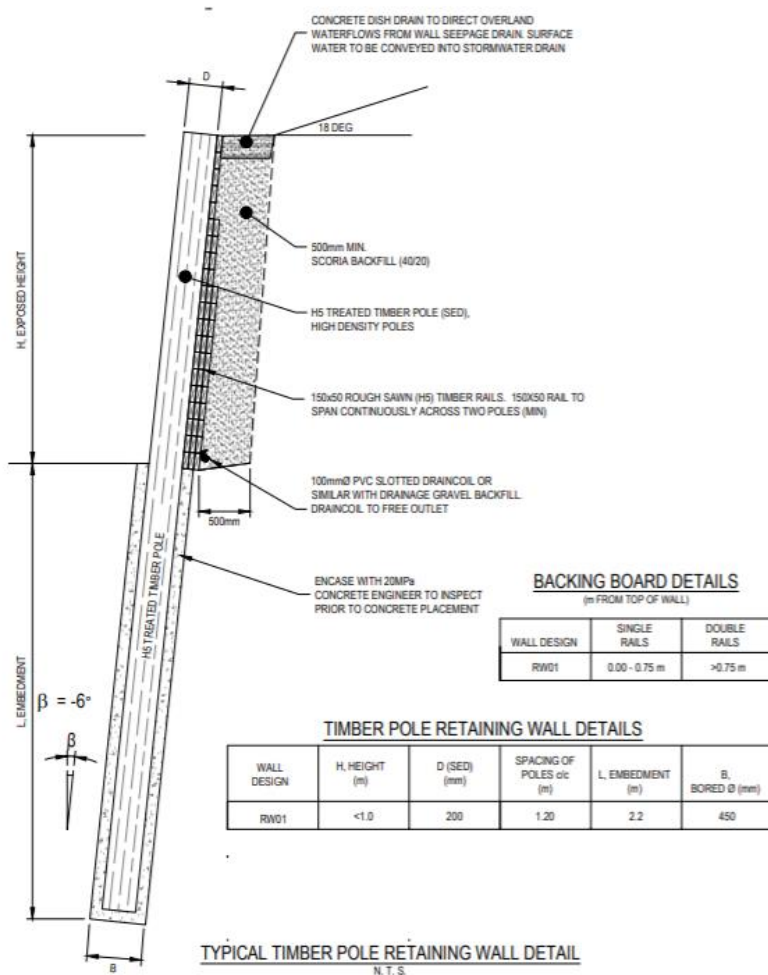 CONCRETE DISH DRAIN TO DIRECT OVERLAND
WATERFLOWS FROM WALL SEEPAGE DRAIN. SURFACE
WATER TO BE CONVEYED INTO STORMWATER DRAIN
D
18 DEG
H, EXPOSED HEIGHT
500mm MIN.
SCORIA BACKFILL (40/20)
H5 TREATED TIMBER POLE (SED),
HIGH DENSITY POLES
150x50 ROUGH SAWN (H5) TIMBER RAILS. 150X50 RAIL TO
SPAN CONTINUOUSLY ACROSS TWO POLES (MIN)
100mmØ PVC SLOTTED DRAINCOIL OR
SIMILAR WITH DRAINAGE GRAVEL BACKFILL.
DRAINCOIL TO FREE OUTLET
500mm
L, EMBEDMENT
H5 TREATED TIMBER POLE
ENCASE WITH 20MPa
CONCRETE ENGINEER TO INSPECT
PRIOR TO CONCRETE PLACEMENT
β = -6°
β
B
BACKING BOARD DETAILS
(m FROM TOP OF WALL)
WALL DESIGN SINGLE RAILS DOUBLE RAILS
RW01 0.00 - 0.75 m >0.75 m
TIMBER POLE RETAINING WALL DETAILS
WALL DESIGN H, HEIGHT (m) D (SED) (mm) SPACING OF POLES c/c (m) L, EMBEDMENT (m) B, BORED Ø (mm)
RW01 <1.0 200 1.20 2.2 450
TYPICAL TIMBER POLE RETAINING WALL DETAIL
N. T. S.